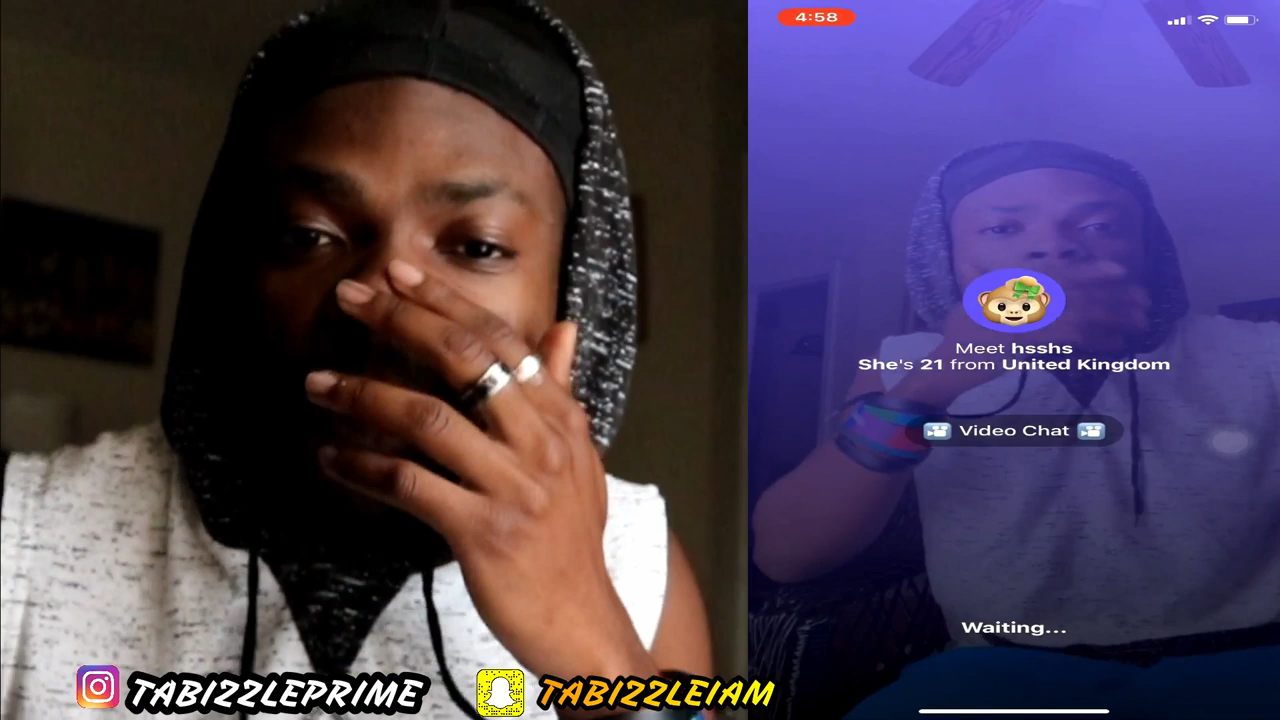 4:58
Meet hsshs
She's 21 from United Kingdom
Video Chat
Waiting...
TABIZZLEPRIME
TABIZZLEIAM